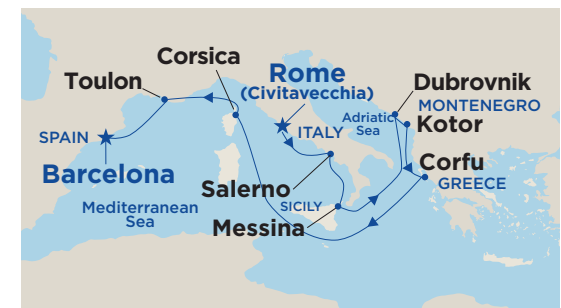 Corsica
Toulon
Rome
(Civitavecchia)
Dubrovnik
MONTENEGRO
Adriatic
Sea
Kotor
SPAIN
ITALY
Barcelona
Corfu
GREECE
Salerno
SICILY
Mediterranean
Sea
Messina